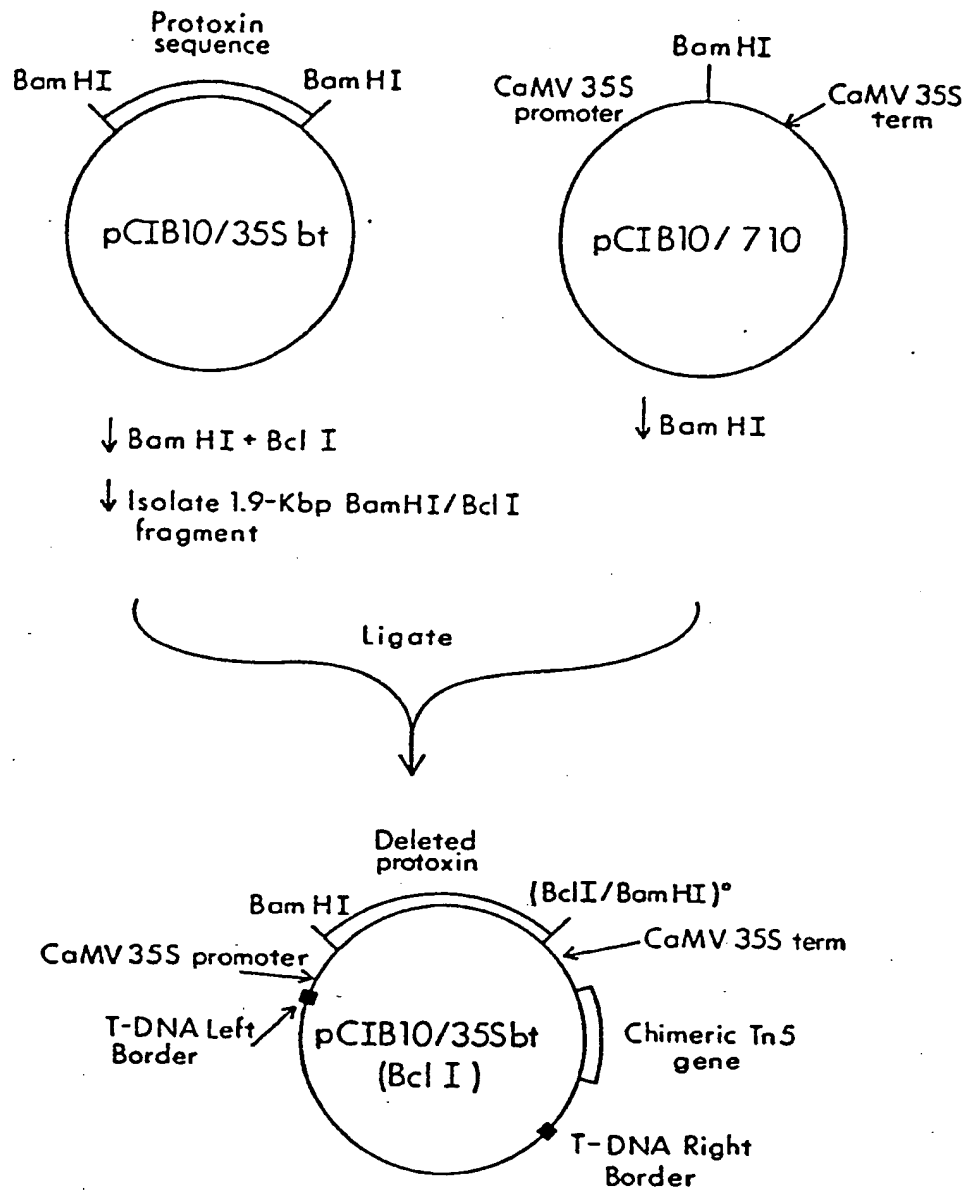 Protoxin
sequence
Bam HI
Bam HI
pCIB10/35S bt
Bam HI
CaMV 35S
promoter
CaMV 35S
term
pCIB10/ 710
↓ Bam HI + Bcl I
↓ Isolate 1.9-Kbp BamHI/Bcl I
fragment
↓ Bam HI
Ligate
Deleted
protoxin
Bam HI
(BclI/BamHI)°
CaMV 35S promoter
CaMV 35S term
T-DNA Left
Border
pCIB10/35Sbt
(Bcl I )
Chimeric Tn5
gene
T-DNA Right
Border